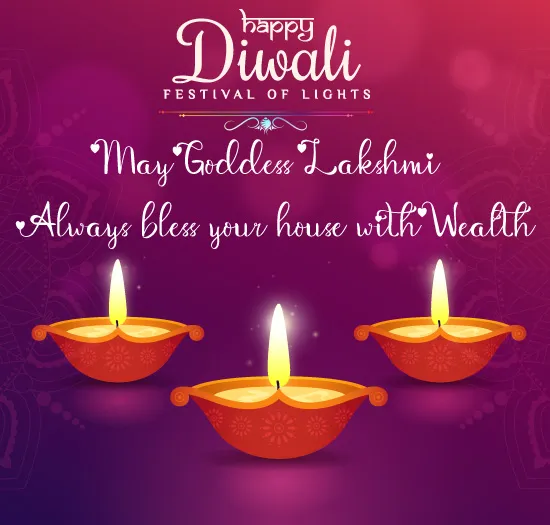 happy
Diwali
FESTIVAL OF LIGHTS
May Goddess Lakshmi
Always bless your house with Wealth